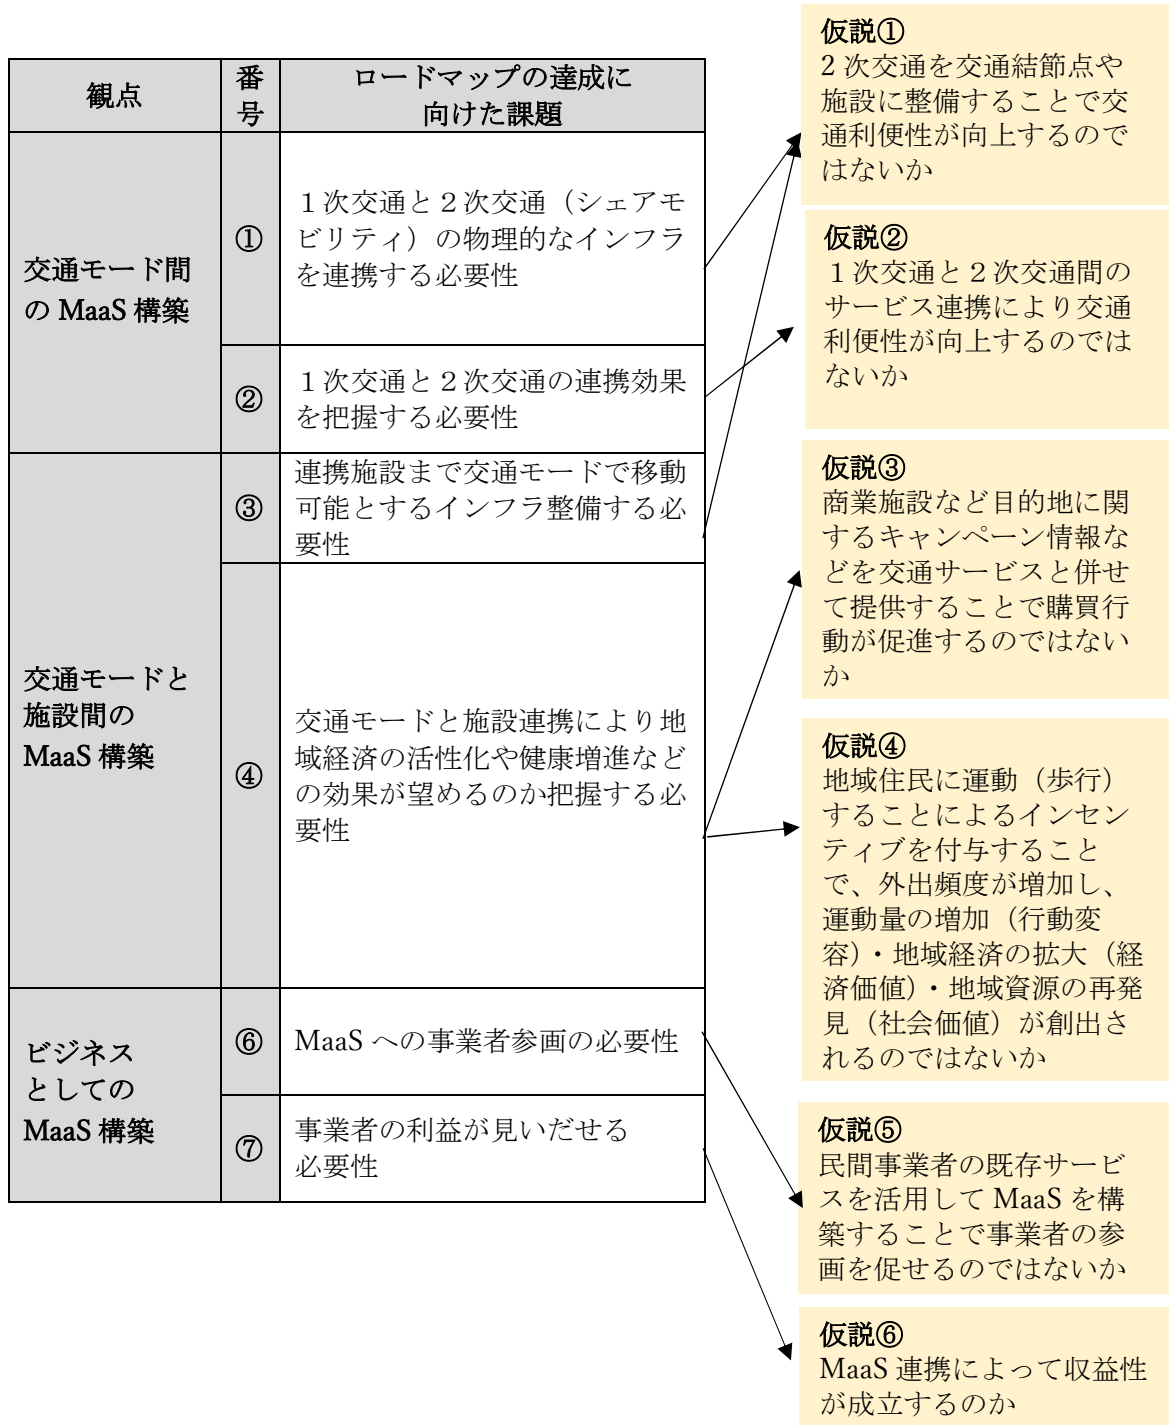 観点
番
号
ロードマップの達成に
向けた課題
交通モード間
の MaaS 構築
①
１次交通と２次交通（シェアモ
ビリティ）の物理的なインフラ
を連携する必要性
②
１次交通と２次交通の連携効果
を把握する必要性
交通モードと
施設間の
MaaS 構築
③
連携施設まで交通モードで移動
可能とするインフラ整備する必
要性
④
交通モードと施設連携により地
域経済の活性化や健康増進など
の効果が望めるのか把握する必
要性
ビジネス
としての
MaaS 構築
⑥
MaaS への事業者参画の必要性
⑦
事業者の利益が見いだせる
必要性
仮説①
2 次交通を交通結節点や
施設に整備することで交
通利便性が向上するので
はないか
仮説②
１次交通と２次交通間の
サービス連携により交通
利便性が向上するのでは
ないか
仮説③
商業施設など目的地に関
するキャンペーン情報な
どを交通サービスと併せ
て提供することで購買行
動が促進するのではない
か
仮説④
地域住民に運動（歩行）
することによるインセン
ティブを付与すること
で、外出頻度が増加し、
運動量の増加（行動変
容）・地域経済の拡大（経
済価値）・地域資源の再発
見（社会価値）が創出さ
れるのではないか
仮説⑤
民間事業者の既存サービ
スを活用して MaaS を構
築することで事業者の参
画を促せるのではないか
仮説⑥
MaaS 連携によって収益性
が成立するのか